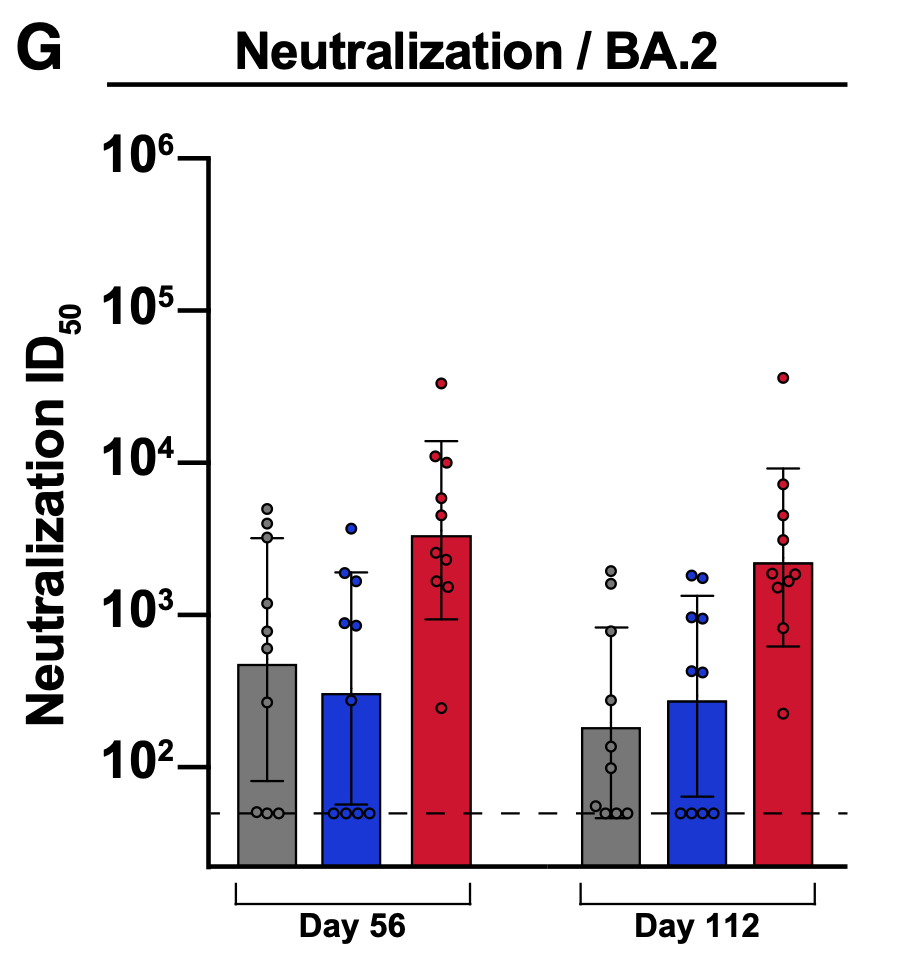 G
Neutralization / BA.2
10⁶
10⁵
10⁴
10³
10²
Neutralization ID₅₀
Day 56
Day 112